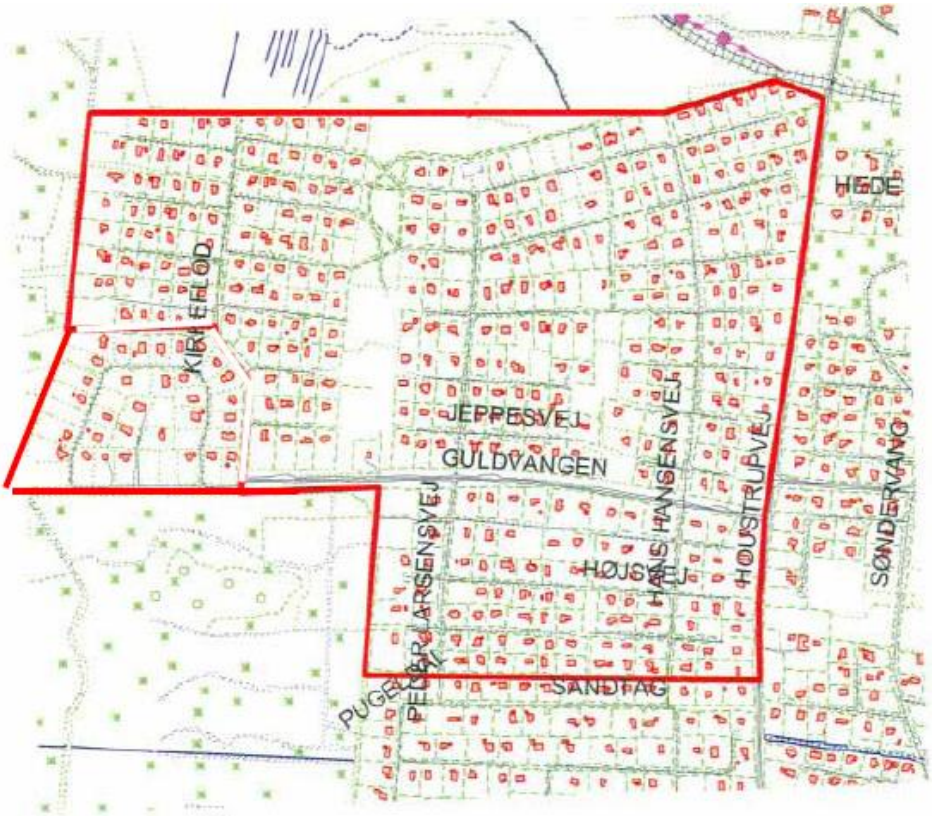 HEDE
KIRKEFLOD
JEPPESVEJ
GULDVANGEN
HANS HANSENSVEJ
HOUSTRUPVEJ
SØNDERVANG
PEDER LARSENSVEJ
HØJSVEJ
SANDTAG